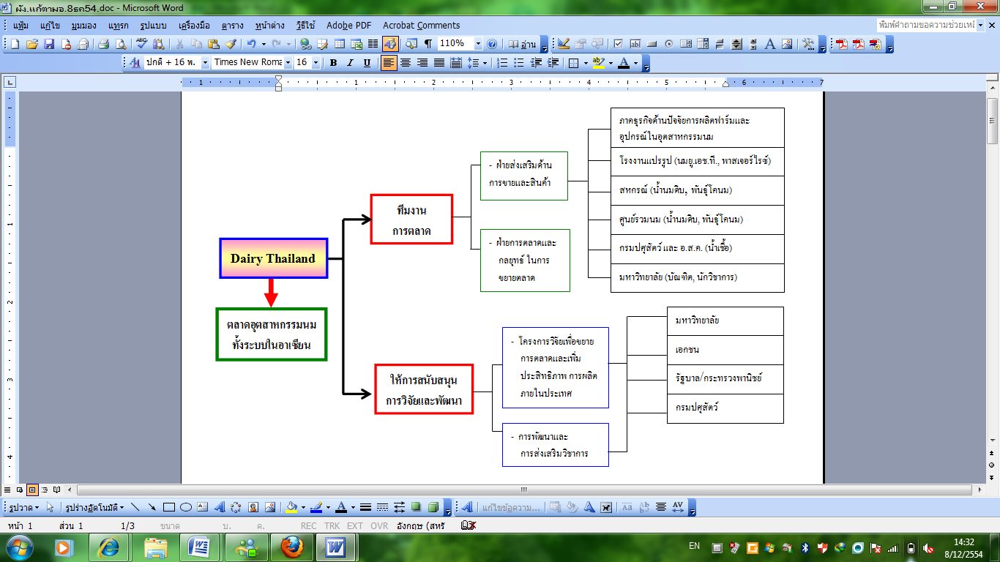 ผัง.แก้ตามอ.8ธค54.doc - Microsoft Word
แฟ้ม แก้ไข มุมมอง แทรก รูปแบบ เครื่องมือ ตาราง หน้าต่าง วิธีใช้ Adobe PDF Acrobat Comments
110% อ่าน
ปกติ + 16 พ. Times New Roma 16 B I U
Dairy Thailand
ตลาดอุตสาหกรรมนม
ทั้งระบบในอาเซียน
ทีมงาน
การตลาด
- ฝ่ายส่งเสริมด้าน
การขายและสินค้า
- ฝ่ายการตลาดและ
กลยุทธ์ ในการ
ขยายตลาด
ภาคธุรกิจด้านปัจจัยการผลิตฟาร์มและ
อุปกรณ์ในอุตสาหกรรมนม
โรงงานแปรรูป (นมยู.เอช.ที., พาสเจอร์ไรซ์)
สหกรณ์ (น้ำนมดิบ, พันธุ์โคนม)
ศูนย์รวมนม (น้ำนมดิบ, พันธุ์โคนม)
กรมปศุสัตว์ และ อ.ส.ค. (น้ำเชื้อ)
มหาวิทยาลัย (บัณฑิต, นักวิชาการ)
ให้การสนับสนุน
การวิจัยและพัฒนา
- โครงการวิจัยเพื่อขยาย
การตลาดและเพิ่ม
ประสิทธิภาพ การผลิต
ภายในประเทศ
- การพัฒนาและ
การส่งเสริมวิชาการ
มหาวิทยาลัย
เอกชน
รัฐบาล/กระทรวงพานิชย์
กรมปศุสัตว์
รูปวาด รูปร่างอัตโนมัติ แก้ไขข้อความ...
หน้า 1 ส่วน 1 1/3 ขนาด บ. ค. REC TRK EXT OVR อังกฤษ (สหรั
EN 14:32
8/12/2554